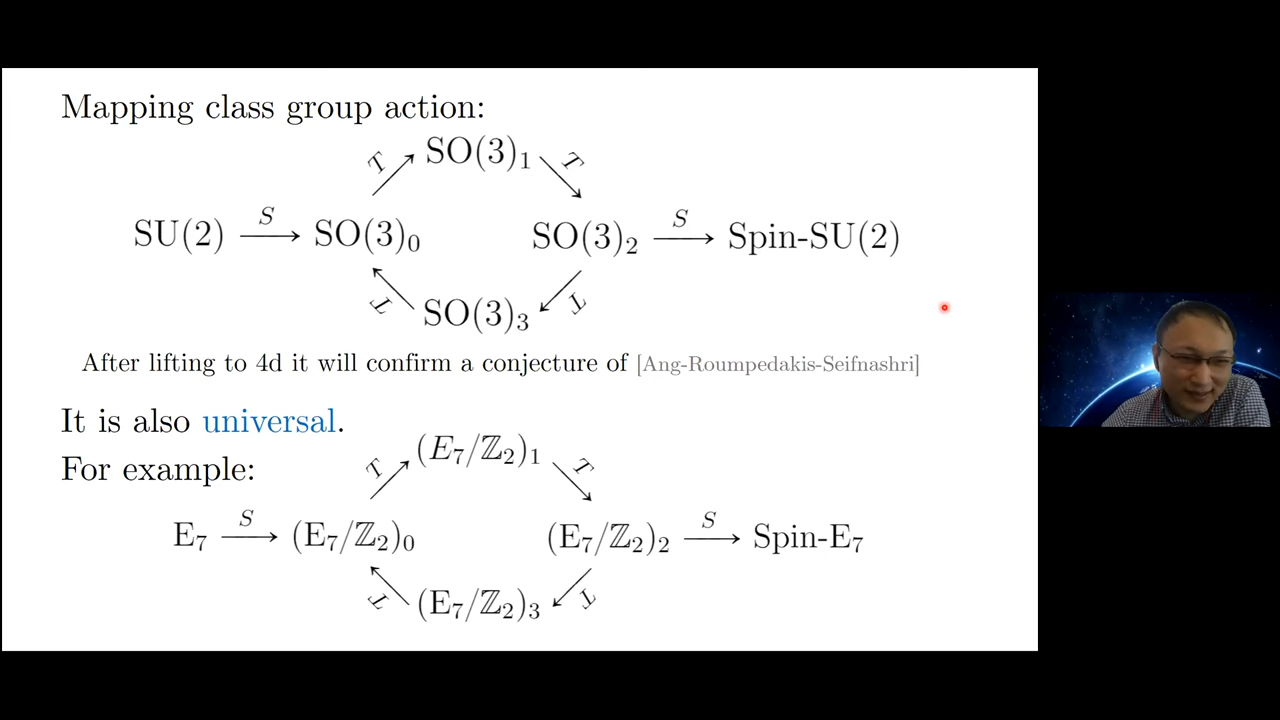 Mapping class group action:
T SO(3)₁ T
SU(2) S SO(3)₀ SO(3)₂ S Spin-SU(2)
T SO(3)₃ T
After lifting to 4d it will confirm a conjecture of [Ang-Roumpedakis-Seifnashri]
It is also universal.
For example:
T (E₇/ℤ₂)₁ T
E₇ S (E₇/ℤ₂)₀ (E₇/ℤ₂)₂ S Spin-E₇
T (E₇/ℤ₂)₃ T